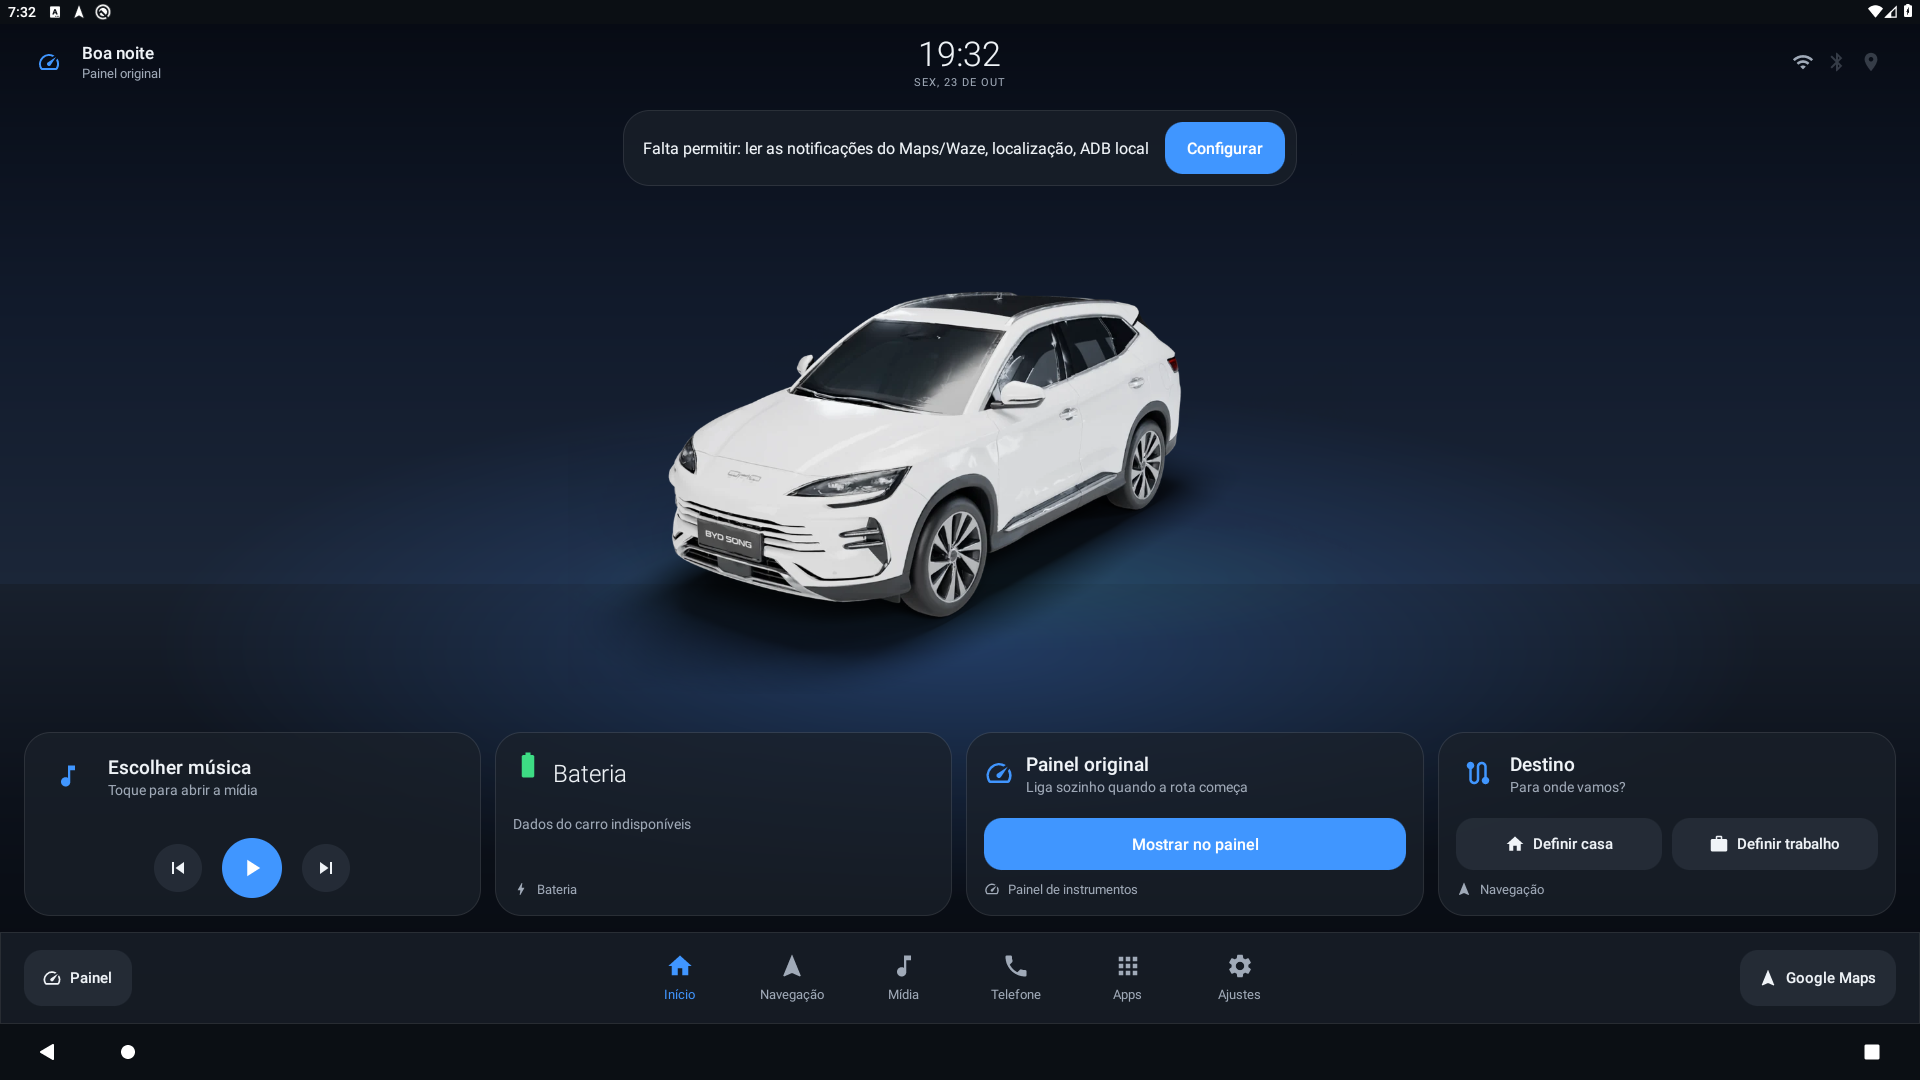 7:32
Boa noite
Painel original
19:32
SEX, 23 DE OUT
Falta permitir: ler as notificações do Maps/Waze, localização, ADB local
Configurar
BYD SONG
Escolher música
Toque para abrir a mídia
Bateria
Dados do carro indisponíveis
Bateria
Painel original
Liga sozinho quando a rota começa
Mostrar no painel
Painel de instrumentos
Destino
Para onde vamos?
Definir casa
Definir trabalho
Navegação
Painel
Início
Navegação
Mídia
Telefone
Apps
Ajustes
Google Maps